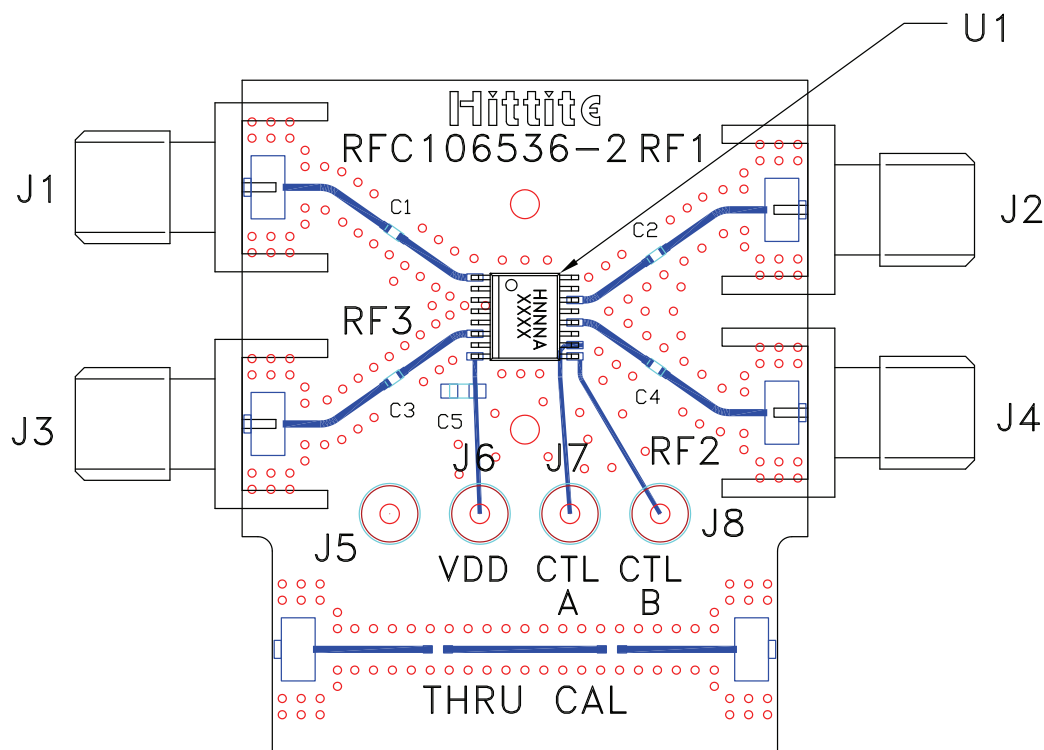 U1
Hittite
RFC106536-2 RF1
J1
C1
C2
J2
HNNNA
XXXX
RF3
J3
C3
C5
C4
J4
J6
J7
RF2
J5
J8
VDD
CTL A
CTL B
THRU CAL